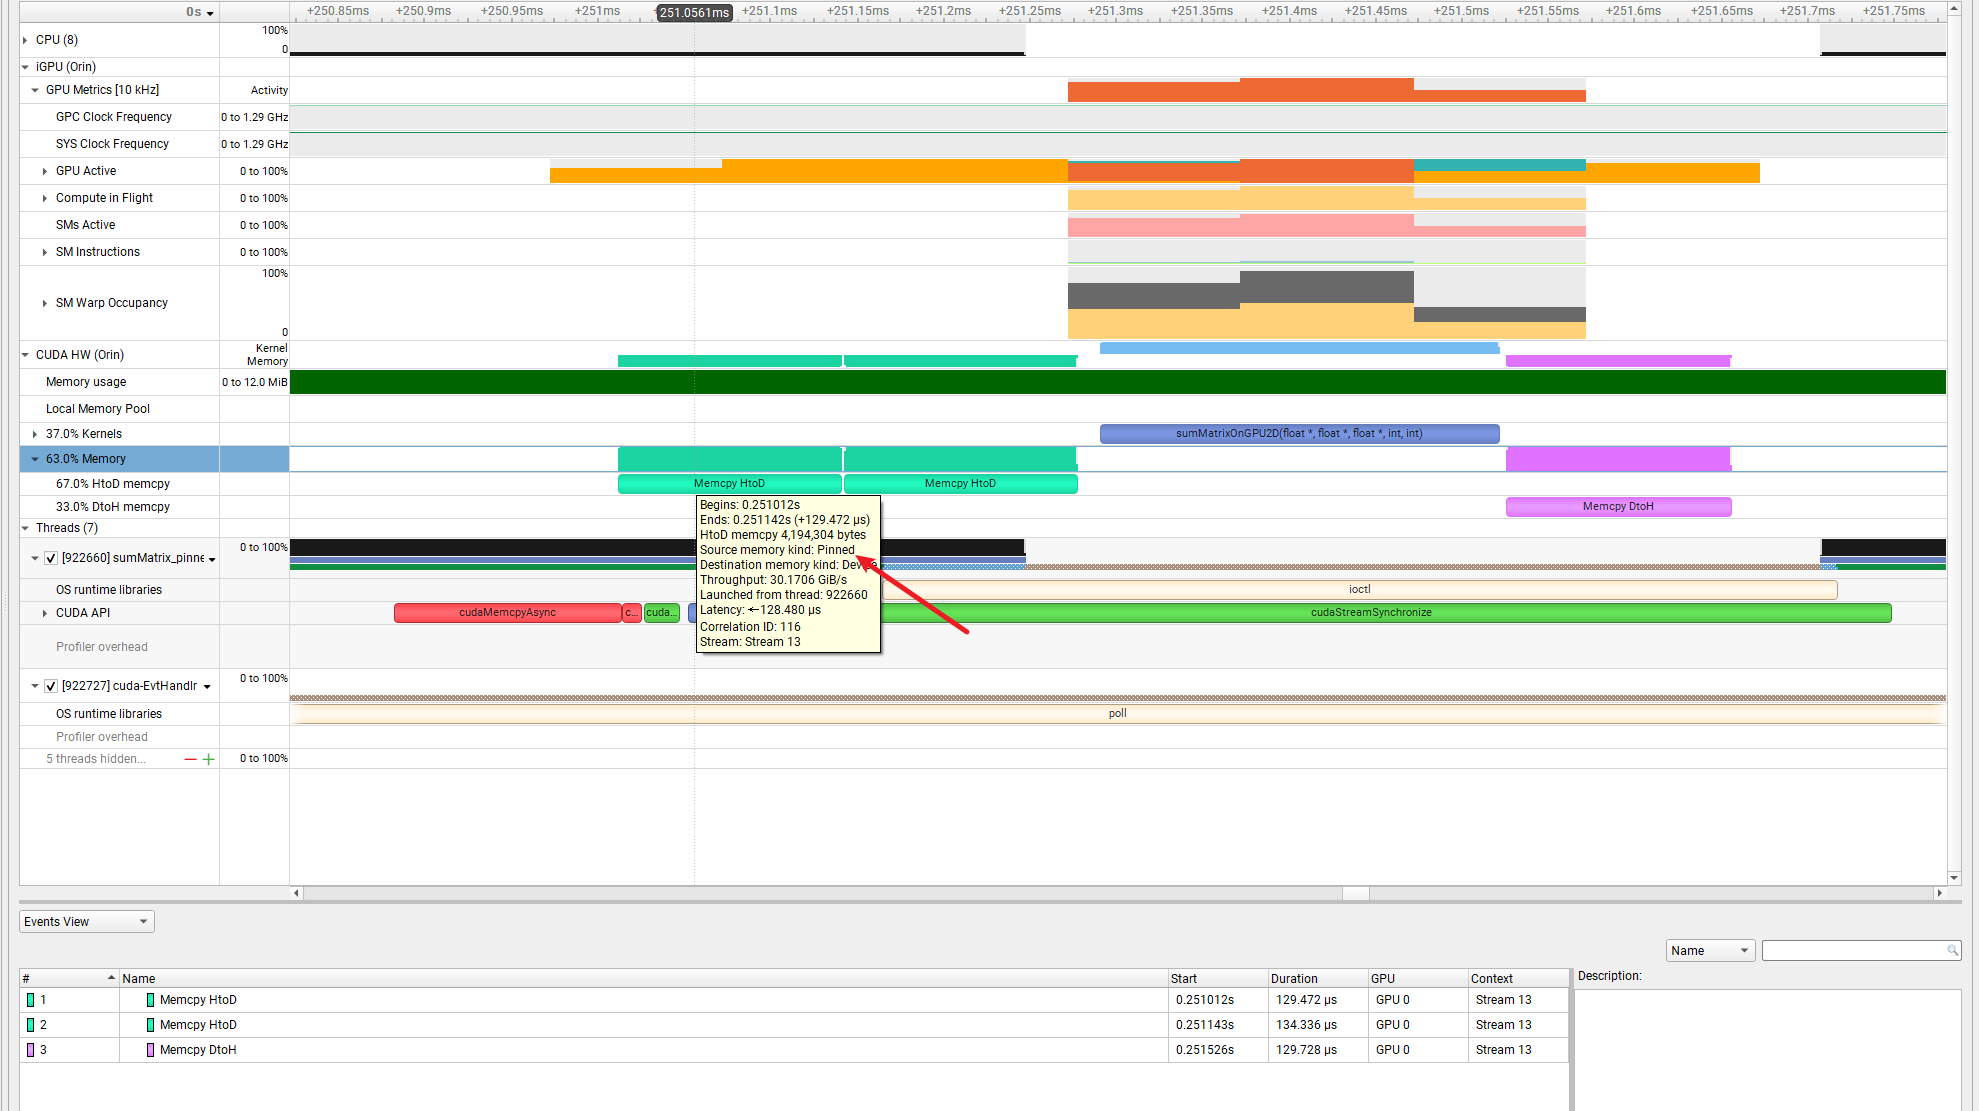 0s
+250.85ms +250.9ms +250.95ms +251ms 251.0561ms +251.1ms +251.15ms +251.2ms +251.25ms +251.3ms +251.35ms +251.4ms +251.45ms +251.5ms +251.55ms +251.6ms +251.65ms +251.7ms +251.75ms
CPU (8) 100% 0
iGPU (Orin)
GPU Metrics [10 kHz] Activity
GPC Clock Frequency 0 to 1.29 GHz
SYS Clock Frequency 0 to 1.29 GHz
GPU Active 0 to 100%
Compute in Flight 0 to 100%
SMs Active 0 to 100%
SM Instructions 0 to 100%
SM Warp Occupancy 100% 0
CUDA HW (Orin) Kernel Memory
Memory usage 0 to 12.0 MiB
Local Memory Pool
37.0% Kernels sumMatrixOnGPU2D(float *, float *, float *, int, int)
63.0% Memory
67.0% HtoD memcpy Memcpy HtoD Memcpy HtoD
33.0% DtoH memcpy Memcpy DtoH
Begins: 0.251012s
Ends: 0.251142s (+129.472 µs)
HtoD memcpy 4,194,304 bytes
Source memory kind: Pinned
Destination memory kind: Device
Throughput: 30.1706 GiB/s
Launched from thread: 922660
Latency: ←128.480 µs
Correlation ID: 116
Stream: Stream 13
Threads (7)
[922660] sumMatrix_pinne 0 to 100%
OS runtime libraries ioctl
CUDA API cudaMemcpyAsync c... cuda... cudaStreamSynchronize
Profiler overhead
[922727] cuda-EvtHandlr 0 to 100%
OS runtime libraries poll
Profiler overhead
5 threads hidden... 0 to 100%
Events View
Name
# Name Start Duration GPU Context Description:
1 Memcpy HtoD 0.251012s 129.472 µs GPU 0 Stream 13
2 Memcpy HtoD 0.251143s 134.336 µs GPU 0 Stream 13
3 Memcpy DtoH 0.251526s 129.728 µs GPU 0 Stream 13